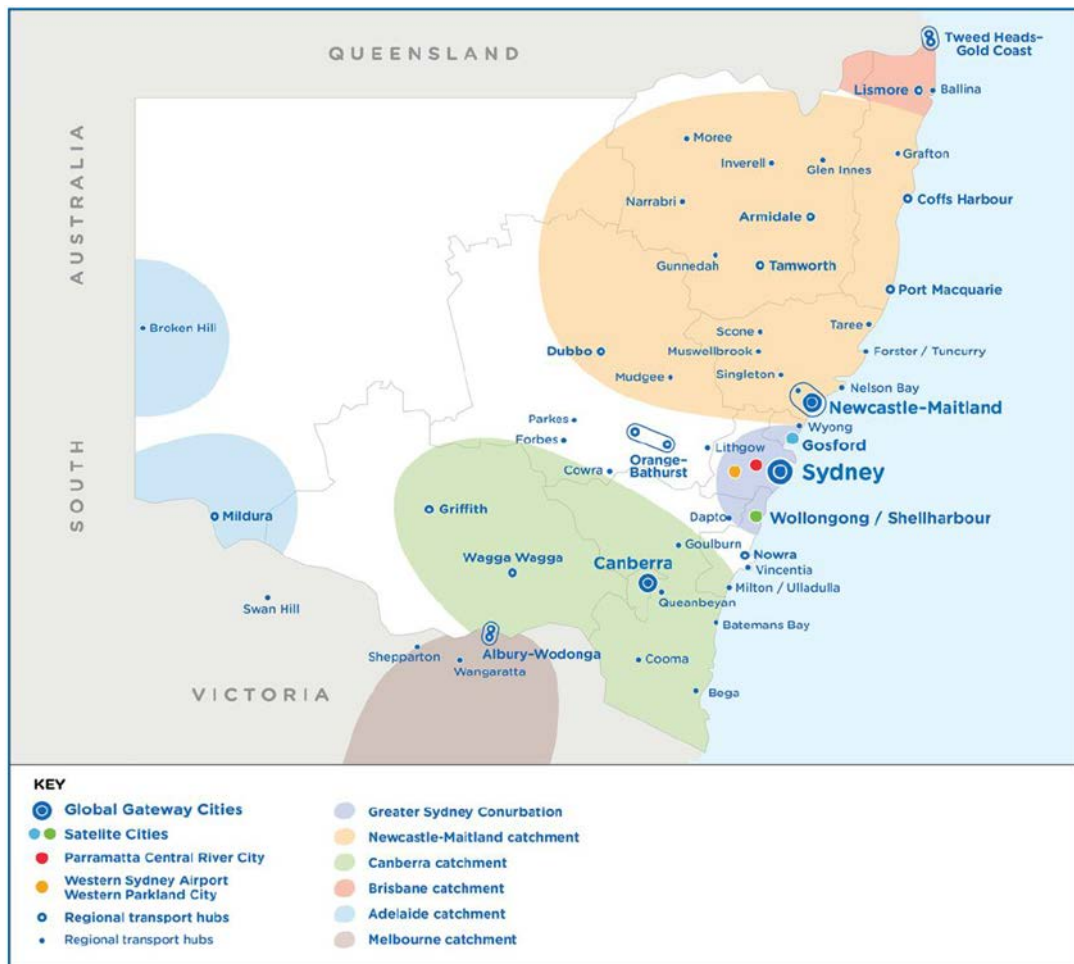 QUEENSLAND
Tweed Heads–
Gold Coast
Lismore
Ballina
AUSTRALIA
SOUTH
Moree
Inverell
Glen Innes
Grafton
Narrabri
Armidale
Coffs Harbour
Gunnedah
Tamworth
Port Macquarie
Broken Hill
Scone
Taree
Dubbo
Muswellbrook
Forster / Tuncurry
Mudgee
Singleton
Nelson Bay
Newcastle–Maitland
Parkes
Wyong
Forbes
Lithgow
Gosford
Orange–
Bathurst
Cowra
Sydney
Mildura
Griffith
Dapto
Wollongong / Shellharbour
Goulburn
Wagga Wagga
Canberra
Nowra
Vincentia
Milton / Ulladulla
Queanbeyan
Swan Hill
Batemans Bay
Shepparton
Albury–Wodonga
Wangaratta
Cooma
VICTORIA
Bega
KEY
Global Gateway Cities
Satelite Cities
Parramatta Central River City
Western Sydney Airport
Western Parkland City
Regional transport hubs
Regional transport hubs
Greater Sydney Conurbation
Newcastle-Maitland catchment
Canberra catchment
Brisbane catchment
Adelaide catchment
Melbourne catchment